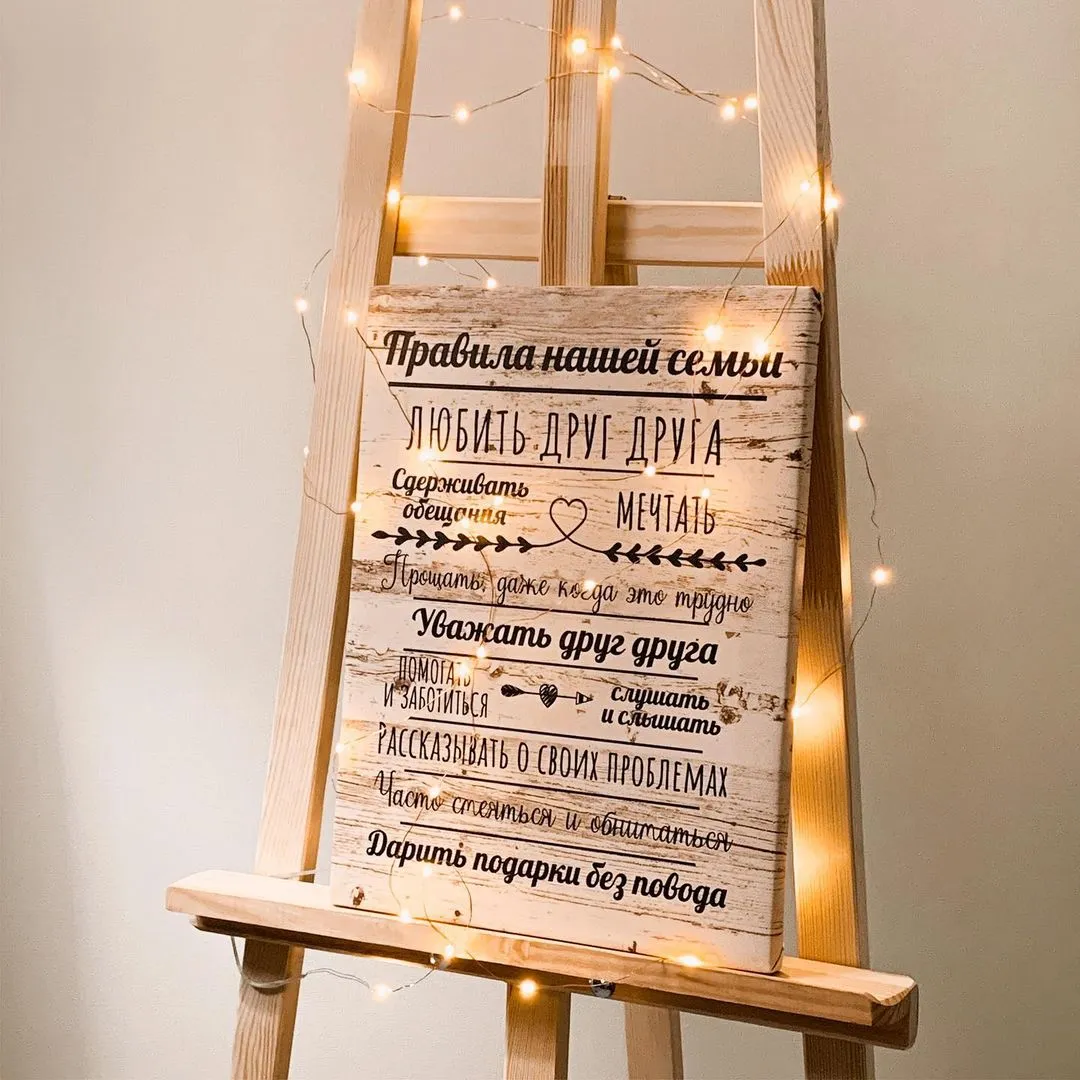 Правила нашей семьи
ЛЮБИТЬ ДРУГ ДРУГА
Сдерживать
обещания
МЕЧТАТЬ
Прощать, даже когда это трудно
Уважать друг друга
ПОМОГАТЬ
И ЗАБОТИТЬСЯ
слушать
и слышать
РАССКАЗЫВАТЬ О СВОИХ ПРОБЛЕМАХ
Часто смеяться и обниматься
Дарить подарки без повода